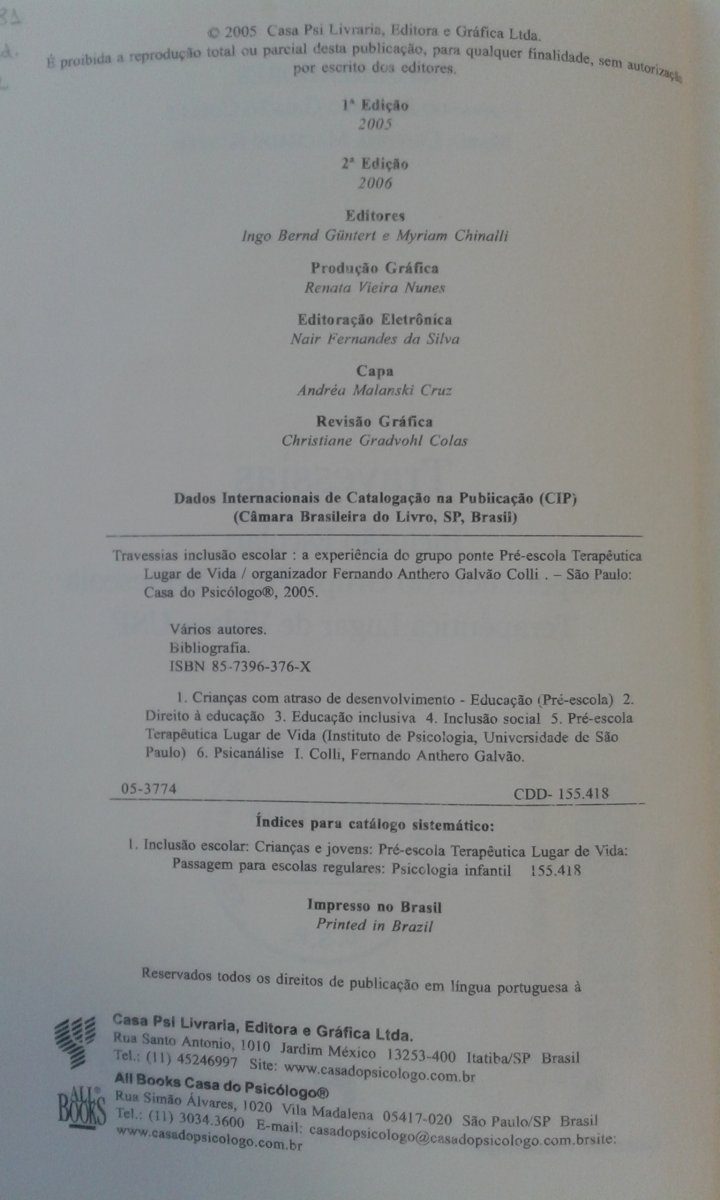 © 2005 Casa Psi Livraria, Editora e Gráfica Ltda.
É proibida a reprodução total ou parcial desta publicação, para qualquer finalidade, sem autorização
por escrito dos editores.
1ª Edição
2005
2ª Edição
2006
Editores
Ingo Bernd Güntert e Myriam Chinalli
Produção Gráfica
Renata Vieira Nunes
Editoração Eletrônica
Nair Fernandes da Silva
Capa
Andréa Malanski Cruz
Revisão Gráfica
Christiane Gradvohl Colas
Dados Internacionais de Catalogação na Publicação (CIP)
(Câmara Brasileira do Livro, SP, Brasil)
Travessias inclusão escolar : a experiência do grupo ponte Pré-escola Terapêutica
Lugar de Vida / organizador Fernando Anthero Galvão Colli . – São Paulo:
Casa do Psicólogo®, 2005.
Vários autores.
Bibliografia.
ISBN 85-7396-376-X
1. Crianças com atraso de desenvolvimento - Educação (Pré-escola) 2.
Direito à educação 3. Educação inclusiva 4. Inclusão social 5. Pré-escola
Terapêutica Lugar de Vida (Instituto de Psicologia, Universidade de São
Paulo) 6. Psicanálise I. Colli, Fernando Anthero Galvão.
05-3774 CDD- 155.418
Índices para catálogo sistemático:
1. Inclusão escolar: Crianças e jovens: Pré-escola Terapêutica Lugar de Vida:
Passagem para escolas regulares: Psicologia infantil 155.418
Impresso no Brasil
Printed in Brazil
Reservados todos os direitos de publicação em língua portuguesa à
Casa Psi Livraria, Editora e Gráfica Ltda.
Rua Santo Antonio, 1010 Jardim México 13253-400 Itatiba/SP Brasil
Tel.: (11) 45246997 Site: www.casadopsicologo.com.br
All Books Casa do Psicólogo®
ALL BOOKS
Rua Simão Álvares, 1020 Vila Madalena 05417-020 São Paulo/SP Brasil
Tel.: (11) 3034.3600 E-mail: casadopsicologo@casadopsicologo.com.brsite:
www.casadopsicologo.com.br